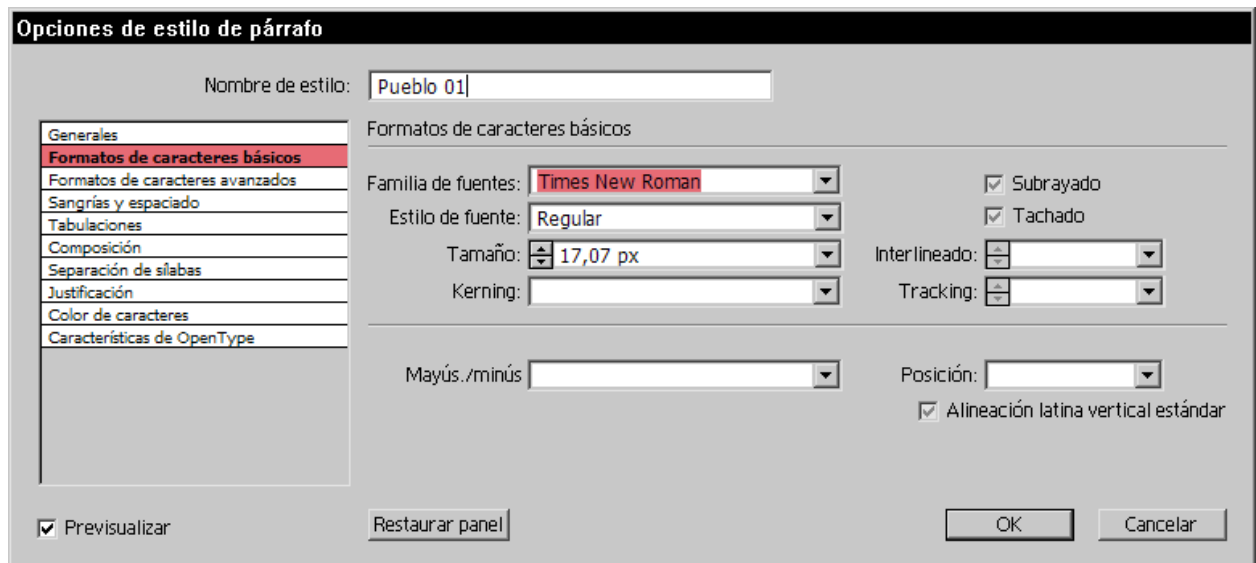 Opciones de estilo de párrafo
Nombre de estilo: Pueblo 01
Generales
Formatos de caracteres básicos
Formatos de caracteres avanzados
Sangrías y espaciado
Tabulaciones
Composición
Separación de sílabas
Justificación
Color de caracteres
Características de OpenType
Formatos de caracteres básicos
Familia de fuentes: Times New Roman
Subrayado
Estilo de fuente: Regular
Tachado
Tamaño: 17,07 px
Interlineado:
Kerning:
Tracking:
Mayús./minús
Posición:
Alineación latina vertical estándar
Previsualizar
Restaurar panel
OK
Cancelar